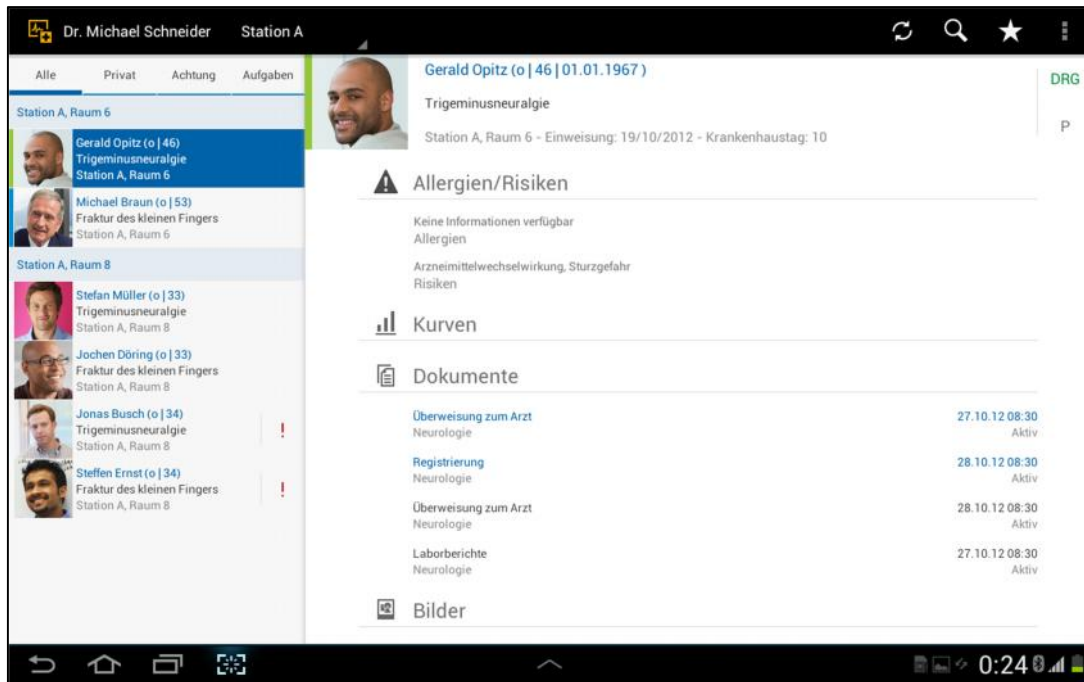 Dr. Michael Schneider Station A
Alle Privat Achtung Aufgaben
Station A, Raum 6
Gerald Opitz (o | 46)
Trigeminusneuralgie
Station A, Raum 6
Michael Braun (o | 53)
Fraktur des kleinen Fingers
Station A, Raum 6
Station A, Raum 8
Stefan Müller (o | 33)
Trigeminusneuralgie
Station A, Raum 8
Jochen Döring (o | 33)
Fraktur des kleinen Fingers
Station A, Raum 8
Jonas Busch (o | 34)
Trigeminusneuralgie
!
Station A, Raum 8
Steffen Ernst (o | 34)
Fraktur des kleinen Fingers
!
Station A, Raum 8
Gerald Opitz (o | 46 | 01.01.1967 )
DRG
Trigeminusneuralgie
P
Station A, Raum 6 - Einweisung: 19/10/2012 - Krankenhaustag: 10
Allergien/Risiken
Keine Informationen verfügbar
Allergien
Arzneimittelwechselwirkung, Sturzgefahr
Risiken
Kurven
Dokumente
Überweisung zum Arzt 27.10.12 08:30
Neurologie Aktiv
Registrierung 28.10.12 08:30
Neurologie Aktiv
Überweisung zum Arzt 28.10.12 08:30
Neurologie Aktiv
Laborberichte 27.10.12 08:30
Neurologie Aktiv
Bilder
0:24